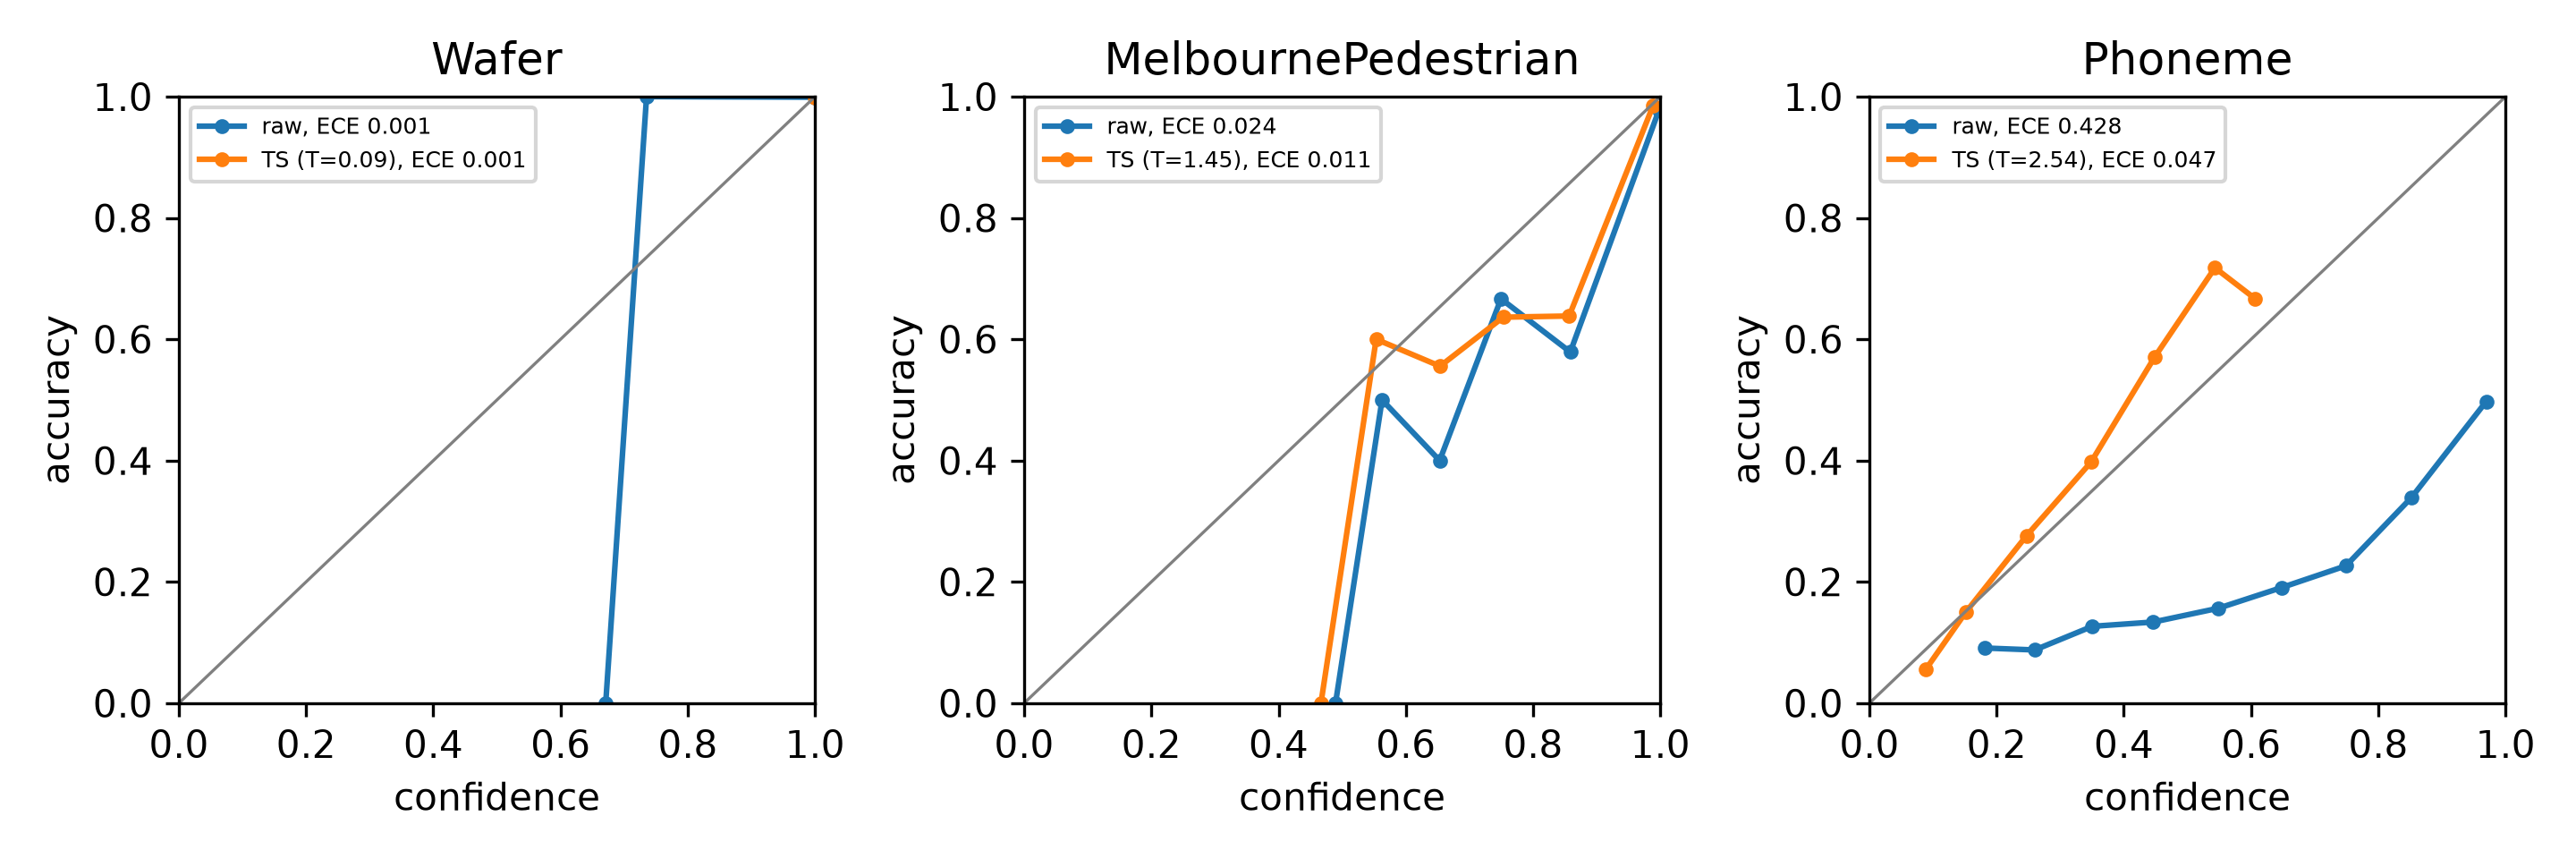 Wafer
1.0
0.8
0.6
0.4
0.2
0.0
accuracy
raw, ECE 0.001
TS (T=0.09), ECE 0.001
0.0 0.2 0.4 0.6 0.8 1.0
confidence
MelbournePedestrian
1.0
0.8
0.6
0.4
0.2
0.0
accuracy
raw, ECE 0.024
TS (T=1.45), ECE 0.011
0.0 0.2 0.4 0.6 0.8 1.0
confidence
Phoneme
1.0
0.8
0.6
0.4
0.2
0.0
accuracy
raw, ECE 0.428
TS (T=2.54), ECE 0.047
0.0 0.2 0.4 0.6 0.8 1.0
confidence